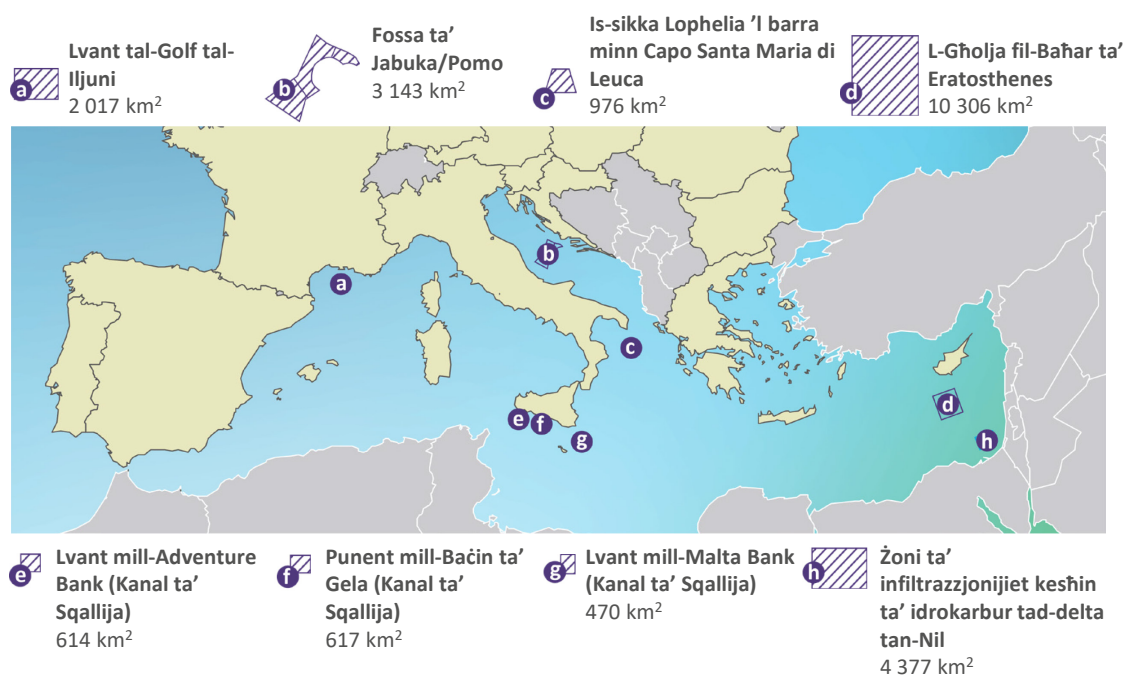 a
Lvant tal-Golf tal-
Iljuni
2 017 km²
b
Fossa ta’
Jabuka/Pomo
3 143 km²
c
Is-sikka Lophelia ’l barra
minn Capo Santa Maria di
Leuca
976 km²
d
L-Għolja fil-Baħar ta’
Eratosthenes
10 306 km²
b
a
c
d
e
f
g
h
e
Lvant mill-Adventure
Bank (Kanal ta’
Sqallija)
614 km²
f
Punent mill-Baċin ta’
Gela (Kanal ta’
Sqallija)
617 km²
g
Lvant mill-Malta Bank
(Kanal ta’ Sqallija)
470 km²
h
Żoni ta’
infiltrazzjonijiet kesħin
ta’ idrokarbur tad-delta
tan-Nil
4 377 km²